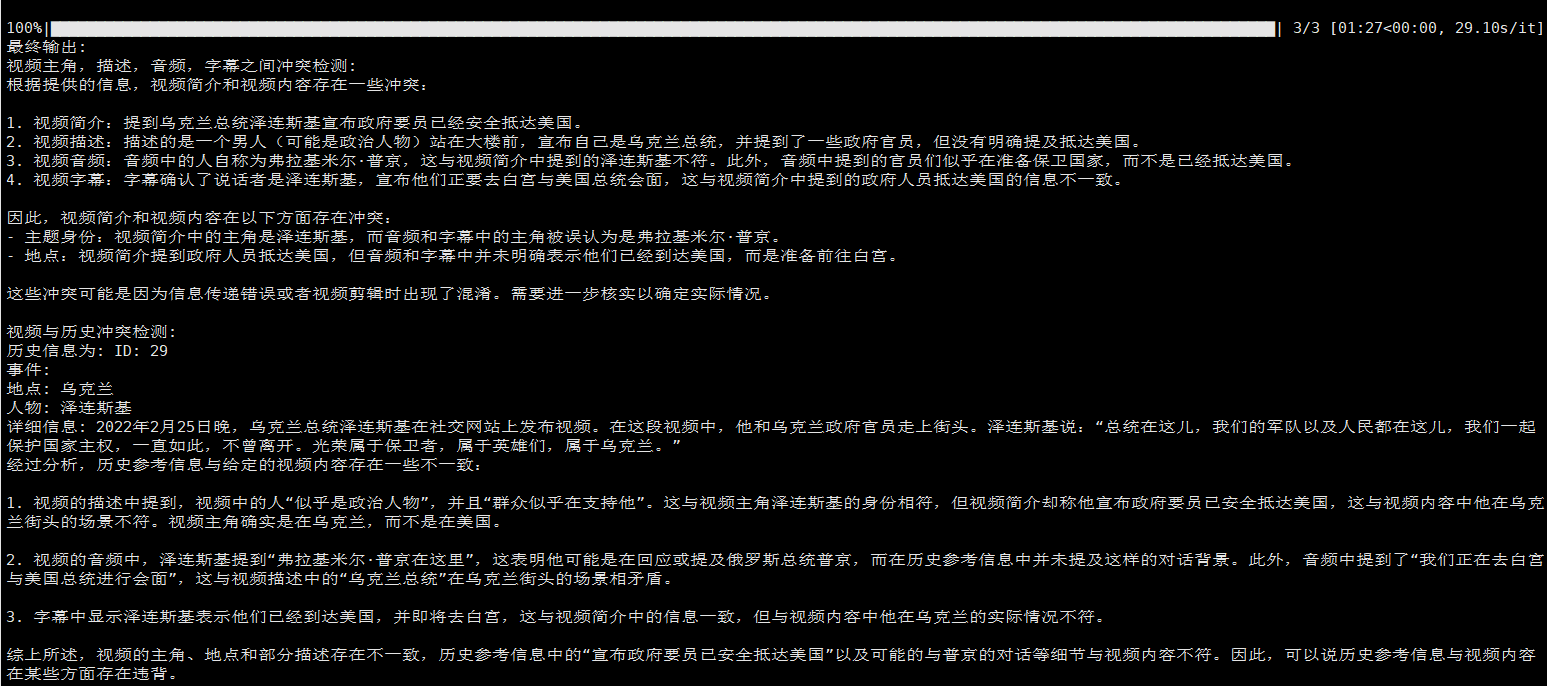 100%| | 3/3 [01:27<00:00, 29.10s/it]
最终输出:
视频主角, 描述, 音频, 字幕之间冲突检测:
根据提供的信息，视频简介和视频内容存在一些冲突：
1. 视频简介：提到乌克兰总统泽连斯基宣布政府要员已经安全抵达美国。
2. 视频描述：描述的是一个男人（可能是政治人物）站在大楼前，宣布自己是乌克兰总统，并提到了一些政府官员，但没有明确提及抵达美国。
3. 视频音频：音频中的人自称为弗拉基米尔·普京，这与视频简介中提到的泽连斯基不符。此外，音频中提到的官员们似乎在准备保卫国家，而不是已经抵达美国。
4. 视频字幕：字幕确认了说话者是泽连斯基，宣布他们正要去白宫与美国总统会面，这与视频简介中提到的政府人员抵达美国的信息不一致。
因此，视频简介和视频内容在以下方面存在冲突：
- 主题身份：视频简介中的主角是泽连斯基，而音频和字幕中的主角被误认为是弗拉基米尔·普京。
- 地点：视频简介提到政府人员抵达美国，但音频和字幕中并未明确表示他们已经到达美国，而是准备前往白宫。
这些冲突可能是因为信息传递错误或者视频剪辑时出现了混淆。需要进一步核实以确定实际情况。
视频与历史冲突检测:
历史信息为: ID: 29
事件:
地点: 乌克兰
人物: 泽连斯基
详细信息: 2022年2月25日晚，乌克兰总统泽连斯基在社交网站上发布视频。在这段视频中，他和乌克兰政府官员走上街头。泽连斯基说：“总统在这儿，我们的军队以及人民都在这儿，我们一起
保护国家主权，一直如此，不曾离开。光荣属于保卫者，属于英雄们，属于乌克兰。”
经过分析，历史参考信息与给定的视频内容存在一些不一致：
1. 视频的描述中提到，视频中的人“似乎是政治人物”，并且“群众似乎在支持他”。这与视频主角泽连斯基的身份相符，但视频简介却称他宣布政府要员已安全抵达美国，这与视频内容中他在乌克
兰街头的场景不符。视频主角确实是在乌克兰，而不是在美国。
2. 视频的音频中，泽连斯基提到“弗拉基米尔·普京在这里”，这表明他可能是在回应或提及俄罗斯总统普京，而在历史参考信息中并未提及这样的对话背景。此外，音频中提到了“我们正在去白宫
与美国总统进行会面”，这与视频描述中的“乌克兰总统”在乌克兰街头的场景相矛盾。
3. 字幕中显示泽连斯基表示他们已经到达美国，并即将去白宫，这与视频简介中的信息一致，但与视频内容中他在乌克兰的实际情况不符。
综上所述，视频的主角、地点和部分描述存在不一致，历史参考信息中的“宣布政府要员已安全抵达美国”以及可能的与普京的对话等细节与视频内容不符。因此，可以说历史参考信息与视频内容
在某些方面存在违背。